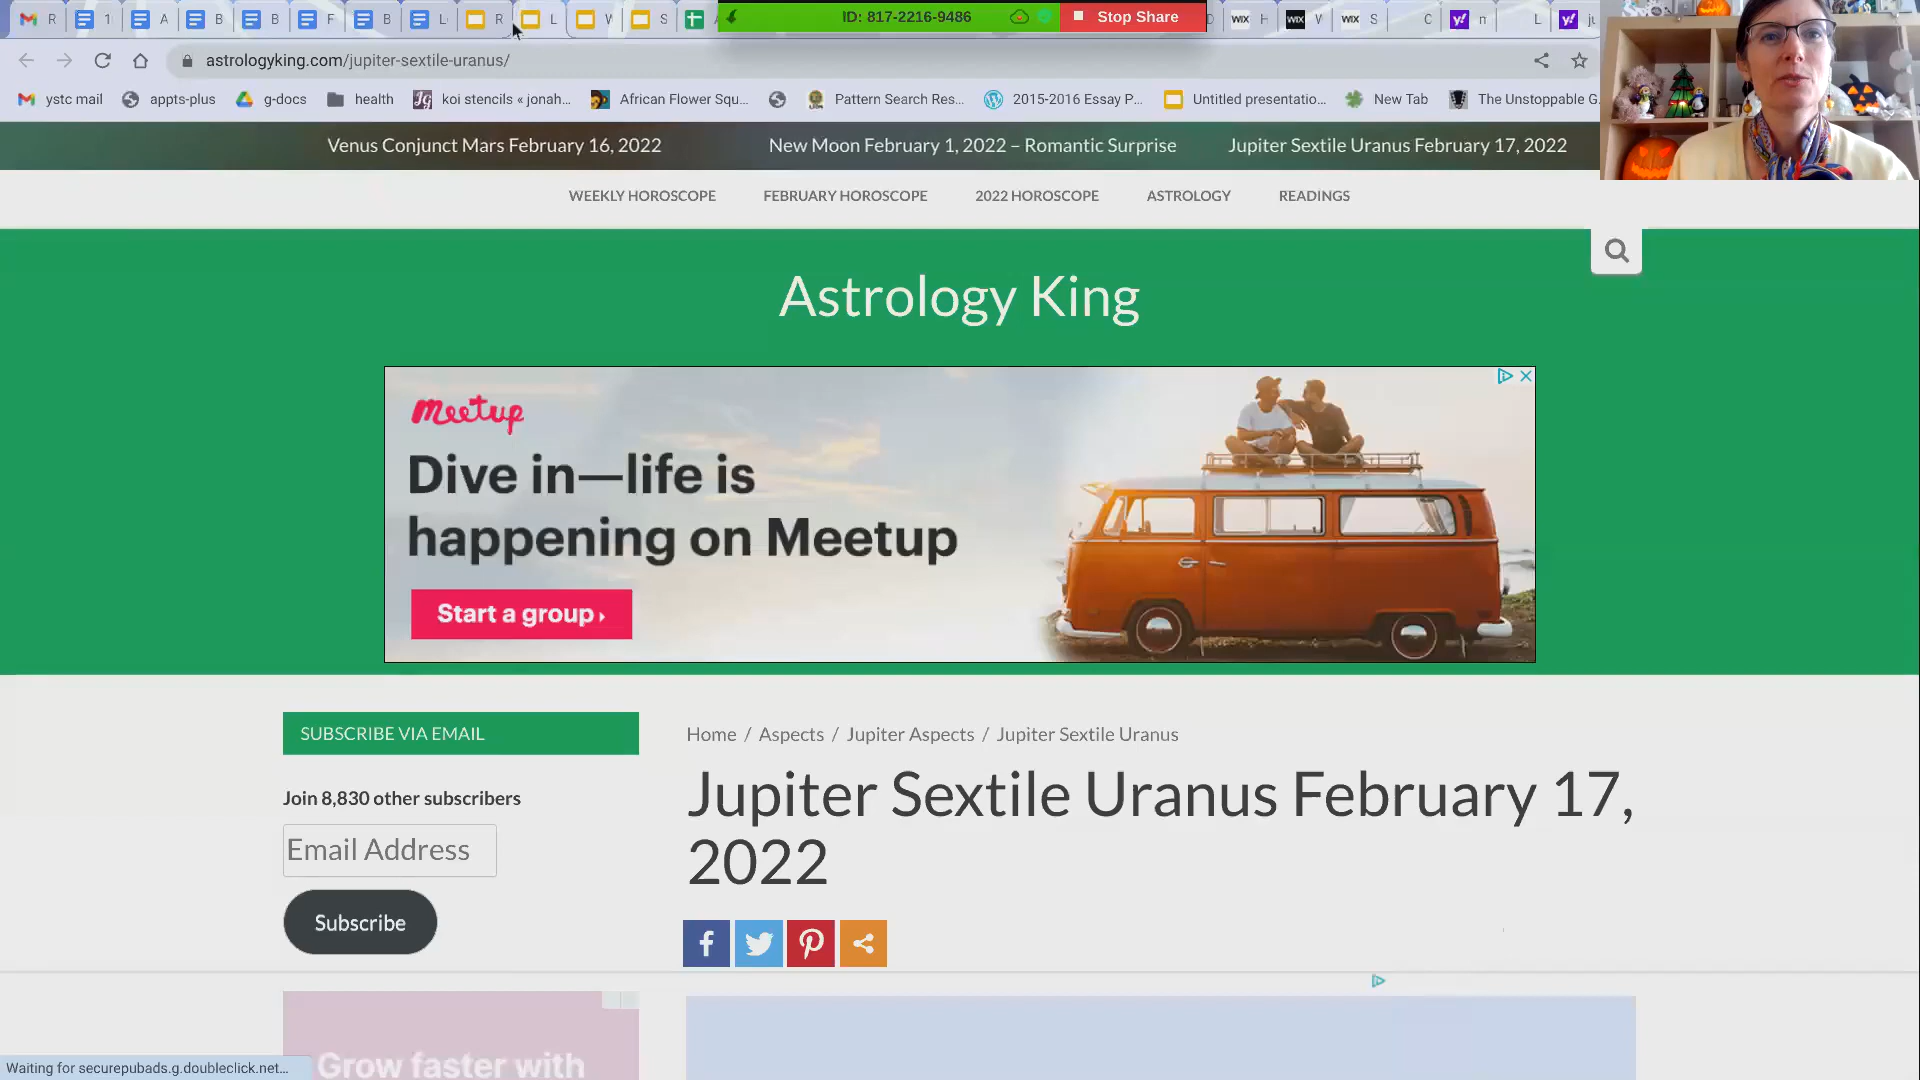 R
1
A
B
B
F
B
L
R
L
S
ID: 817-2216-9486
Stop Share
WIX
H
WIX
WIX
S
C
y!
L
y!
astrologyking.com/jupiter-sextile-uranus/
ystc mail
appts-plus
g-docs
health
koi stencils « jonah...
African Flower Squ...
Pattern Search Res...
2015-2016 Essay P...
Untitled presentatio...
New Tab
The Unstoppable G
Venus Conjunct Mars February 16, 2022
New Moon February 1, 2022 – Romantic Surprise
Jupiter Sextile Uranus February 17, 2022
WEEKLY HOROSCOPE
FEBRUARY HOROSCOPE
2022 HOROSCOPE
ASTROLOGY
READINGS
Astrology King
Meetup
Dive in—life is
happening on Meetup
Start a group ›
SUBSCRIBE VIA EMAIL
Join 8,830 other subscribers
Email Address
Subscribe
Home / Aspects / Jupiter Aspects / Jupiter Sextile Uranus
Jupiter Sextile Uranus February 17,
2022
Grow faster with
Waiting for securepubads.g.doubleclick.net...